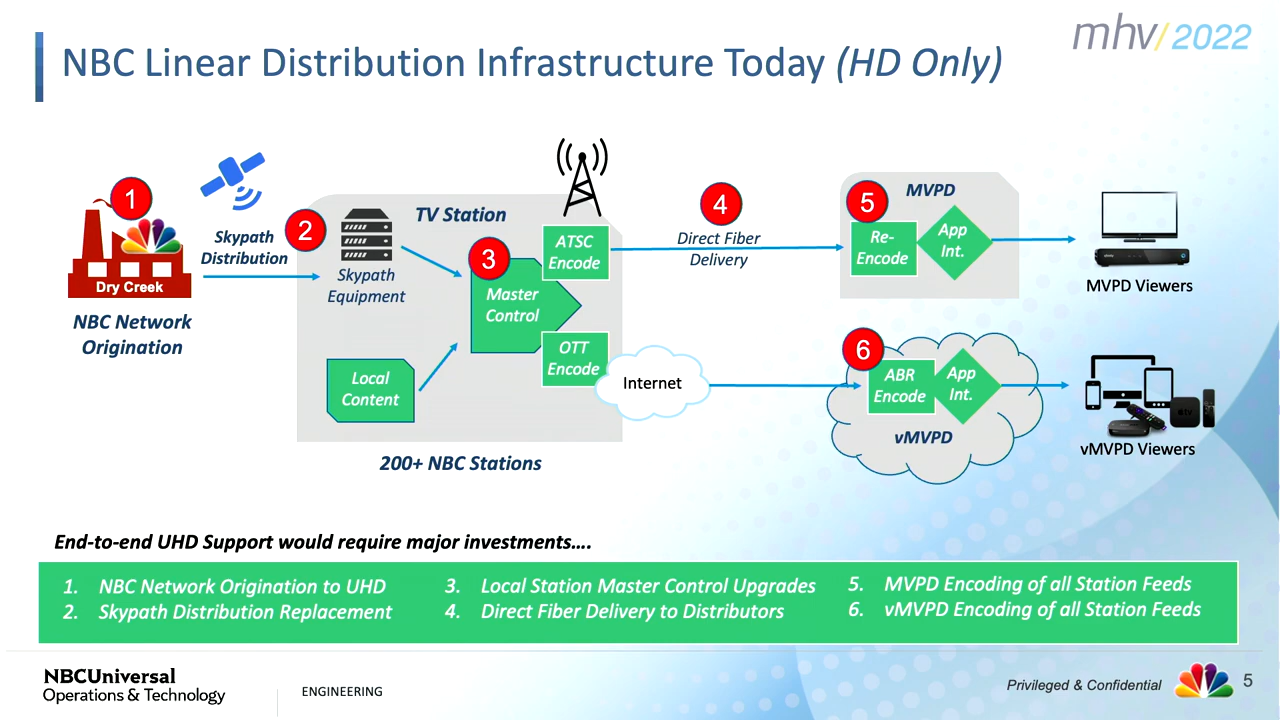 mhv/2022
NBC Linear Distribution Infrastructure Today (HD Only)
1
Dry Creek
NBC Network
Origination
Skypath
Distribution
2
TV Station
Skypath
Equipment
3
Master
Control
Local
Content
ATSC
Encode
OTT
Encode
200+ NBC Stations
4
Direct Fiber
Delivery
Internet
5
MVPD
Re-
Encode
App
Int.
MVPD Viewers
6
ABR
Encode
App
Int.
vMVPD
tv
vMVPD Viewers
End-to-end UHD Support would require major investments….
1. NBC Network Origination to UHD
2. Skypath Distribution Replacement
3. Local Station Master Control Upgrades
4. Direct Fiber Delivery to Distributors
5. MVPD Encoding of all Station Feeds
6. vMVPD Encoding of all Station Feeds
NBCUniversal
Operations & Technology
ENGINEERING
Privileged & Confidential
5